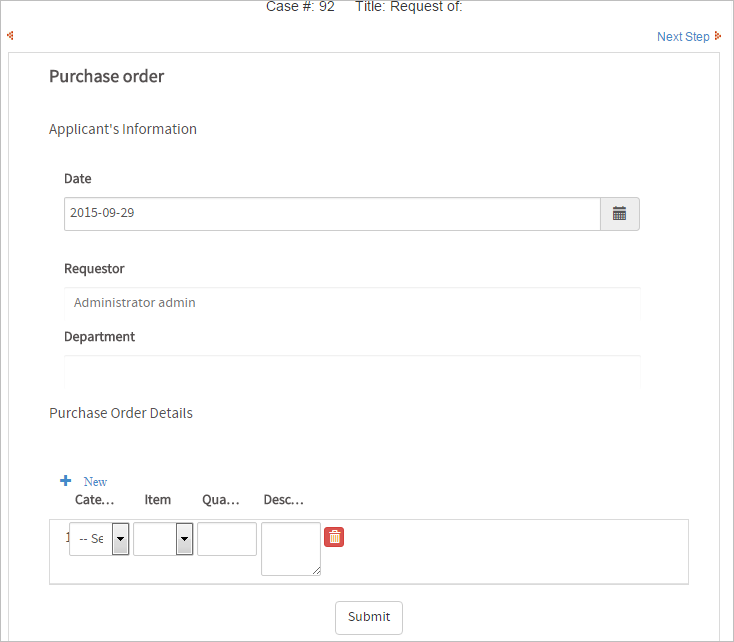 Case #: 92 Title: Request of:
Next Step
Purchase order
Applicant's Information
Date
2015-09-29
Requestor
Administrator admin
Department
Purchase Order Details
New
Cate... Item Qua... Desc...
1 -- Se
Submit